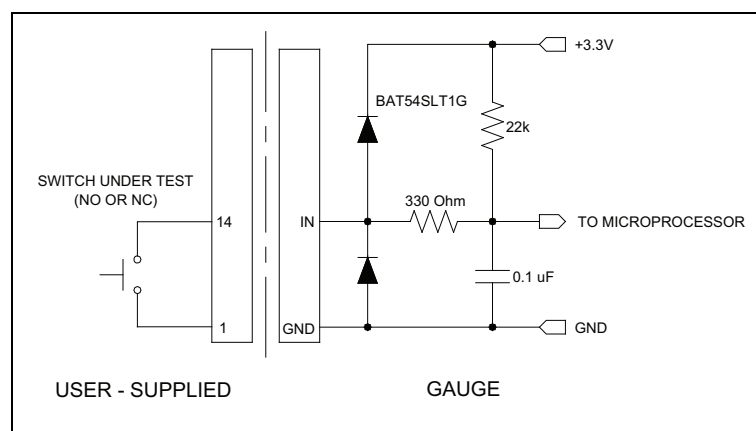 +3.3V
BAT54SLT1G
22k
SWITCH UNDER TEST
(NO OR NC)
330 Ohm
14
IN
TO MICROPROCESSOR
0.1 uF
1
GND
GND
USER - SUPPLIED
GAUGE